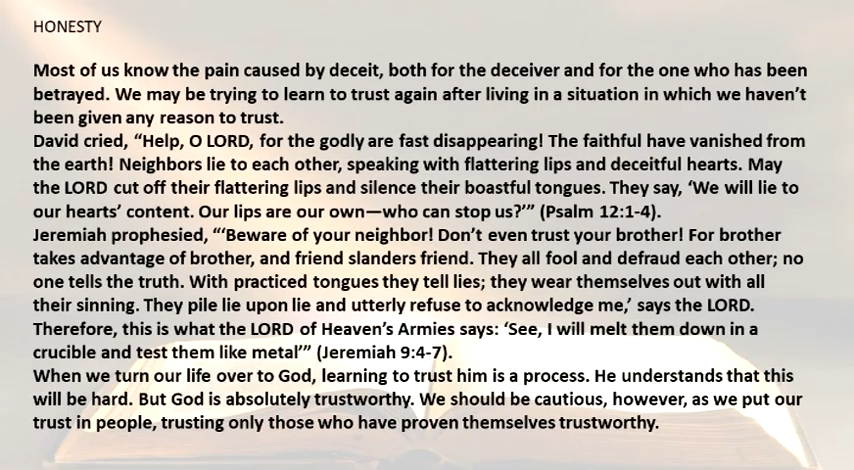 HONESTY
Most of us know the pain caused by deceit, both for the deceiver and for the one who has been
betrayed. We may be trying to learn to trust again after living in a situation in which we haven’t
been given any reason to trust.
David cried, “Help, O LORD, for the godly are fast disappearing! The faithful have vanished from
the earth! Neighbors lie to each other, speaking with flattering lips and deceitful hearts. May
the LORD cut off their flattering lips and silence their boastful tongues. They say, ‘We will lie to
our hearts’ content. Our lips are our own—who can stop us?’” (Psalm 12:1-4).
Jeremiah prophesied, “‘Beware of your neighbor! Don’t even trust your brother! For brother
takes advantage of brother, and friend slanders friend. They all fool and defraud each other; no
one tells the truth. With practiced tongues they tell lies; they wear themselves out with all
their sinning. They pile lie upon lie and utterly refuse to acknowledge me,’ says the LORD.
Therefore, this is what the LORD of Heaven’s Armies says: ‘See, I will melt them down in a
crucible and test them like metal’” (Jeremiah 9:4-7).
When we turn our life over to God, learning to trust him is a process. He understands that this
will be hard. But God is absolutely trustworthy. We should be cautious, however, as we put our
trust in people, trusting only those who have proven themselves trustworthy.